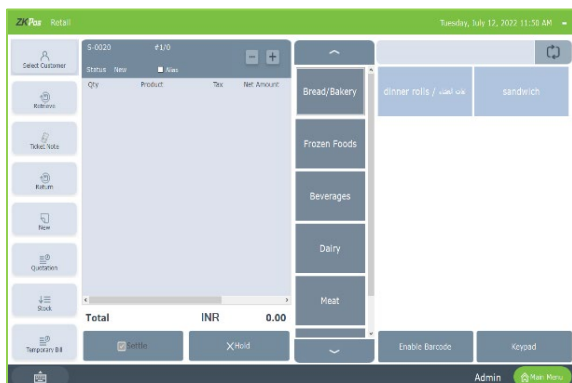 ZKPos Retail
Tuesday, July 12, 2022 11:50 AM
Select Customer
Retrieve
Ticket Note
Return
New
Quotation
Stock
Temporary Bill
S-0020 #1/0
Status New Alias
Qty Product Tax Net Amount
Total INR 0.00
Settle
Hold
Bread/Bakery
Frozen Foods
Beverages
Dairy
Meat
dinner rolls /
sandwich
Enable Barcode
Keypad
Admin
Main Menu